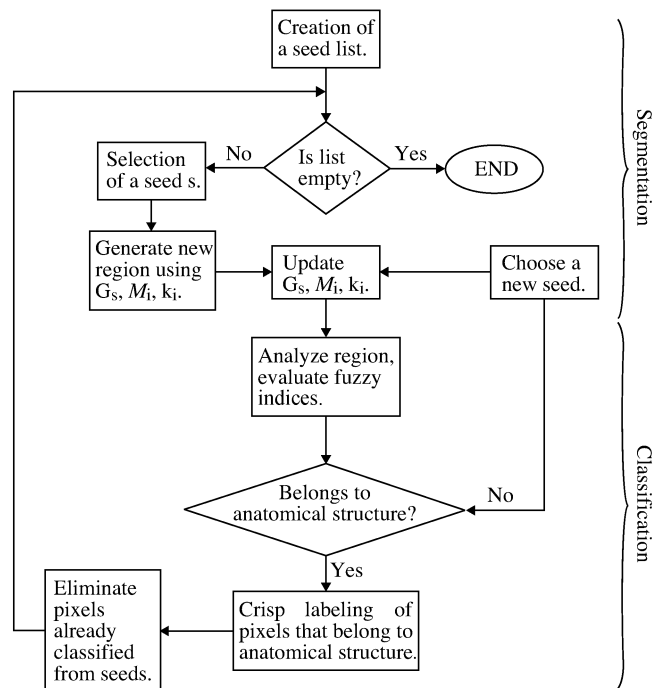 Creation of
a seed list.
Is list
empty?
No
Yes
END
Selection
of a seed s.
Generate new
region using
Gs, Mi, ki.
Update
Gs, Mi, ki.
Choose a
new seed.
Segmentation
Analyze region,
evaluate fuzzy
indices.
Belongs to
anatomical structure?
No
Yes
Classification
Crisp labeling of
pixels that belong to
anatomical structure.
Eliminate
pixels
already
classified
from seeds.